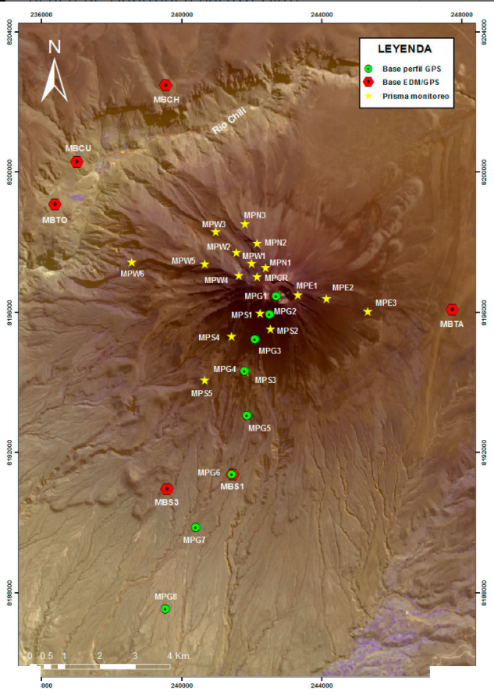 236000
240000
244000
248000
8204000
N
LEYENDA
Base perfil GPS
Base EDM/GPS
Prisma monitoreo
MBCH
Rio Chili
MBCU
8200000
MBTO
MPN3
MPW3
MPN2
MPW2
MPW1
MPW6
MPW5
MPN1
MPW4
MPCR
MPG1
MPE1
MPE2
MPE3
8196000
MPS1
MPG2
MBTA
MPS2
MPS4
MPG3
MPG4
MPS3
MPS5
MPG5
8192000
MPG6
MBS1
MBS3
MPG7
8188000
MPG8
0 0.5 1 2 3 4 Km.
240000
244000